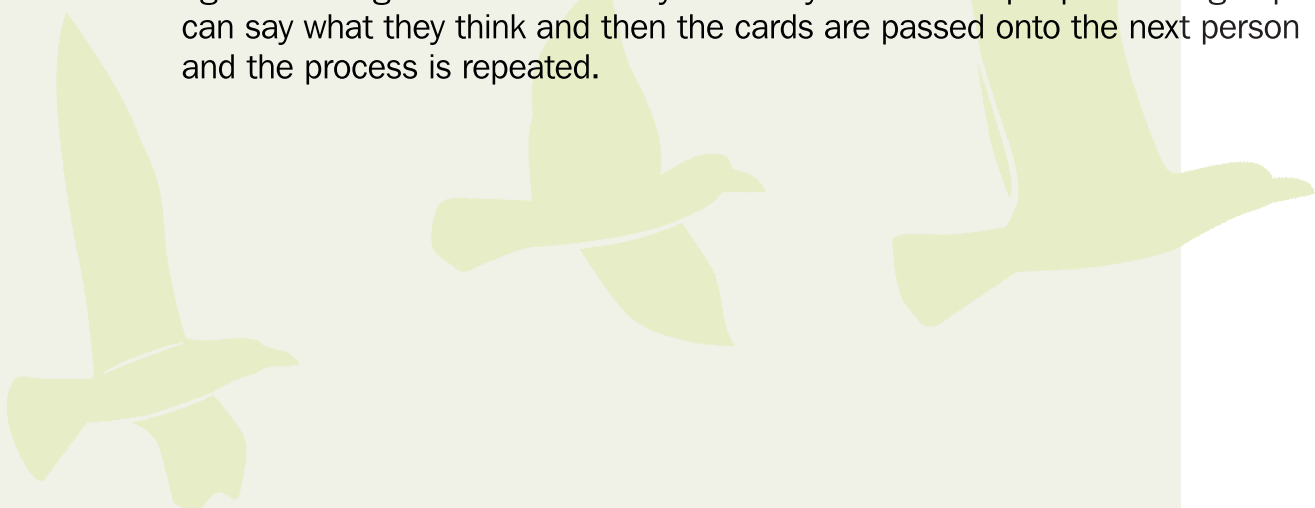 can say what they think and then the cards are passed onto the next person
and the process is repeated.